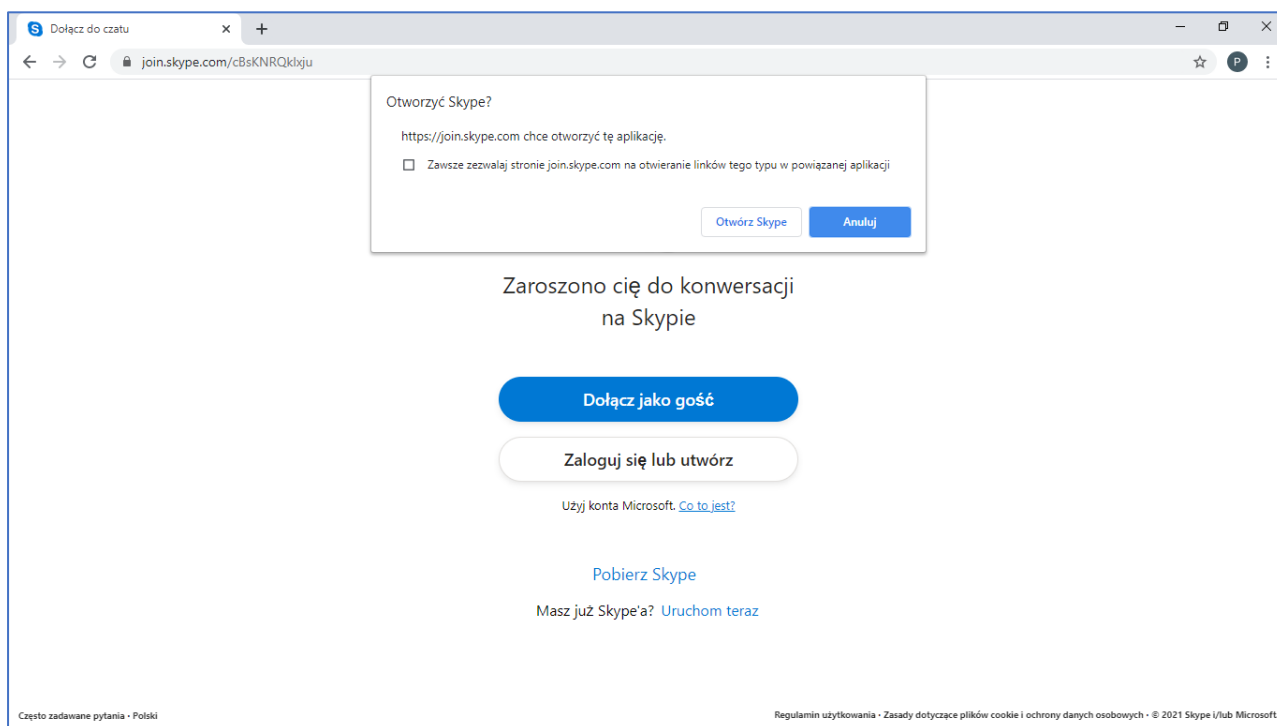 Dołącz do czatu
join.skype.com/cBsKNRQklxju
P
Otworzyć Skype?
https://join.skype.com chce otworzyć tę aplikację.
Zawsze zezwalaj stronie join.skype.com na otwieranie linków tego typu w powiązanej aplikacji
Otwórz Skype Anuluj
Zaroszono cię do konwersacji
na Skypie
Dołącz jako gość
Zaloguj się lub utwórz
Użyj konta Microsoft. Co to jest?
Pobierz Skype
Masz już Skype'a? Uruchom teraz
Często zadawane pytania · Polski Regulamin użytkowania · Zasady dotyczące plików cookie i ochrony danych osobowych · © 2021 Skype i/lub Microsoft